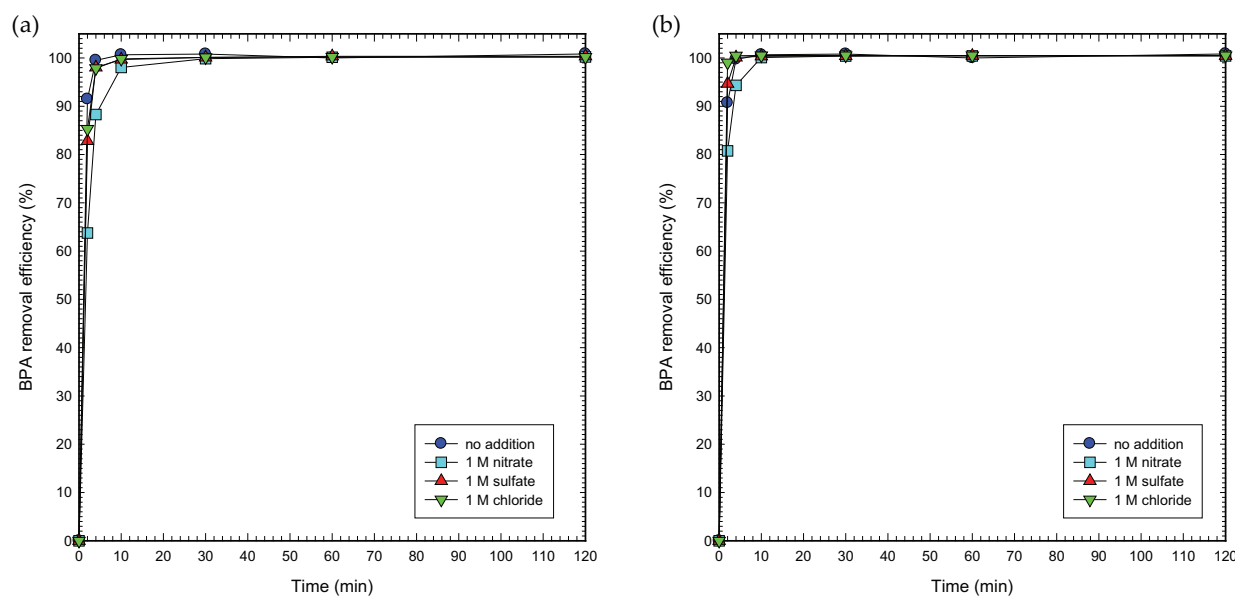 (a)
BPA removal efficiency (%)
100
90
80
70
60
50
40
30
20
10
0
0 10 20 30 40 50 60 70 80 90 100 110 120
Time (min)
no addition
1 M nitrate
1 M sulfate
1 M chloride
(b)
BPA removal efficiency (%)
100
90
80
70
60
50
40
30
20
10
0
0 10 20 30 40 50 60 70 80 90 100 110 120
Time (min)
no addition
1 M nitrate
1 M sulfate
1 M chloride